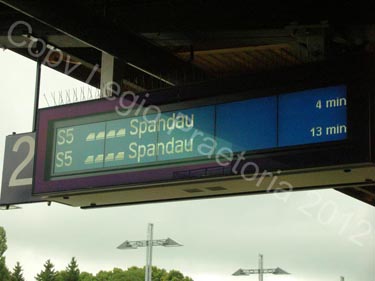 2
S5 Spandau 4 min
S5 Spandau 13 min
Copy Legio Praetoria 2012